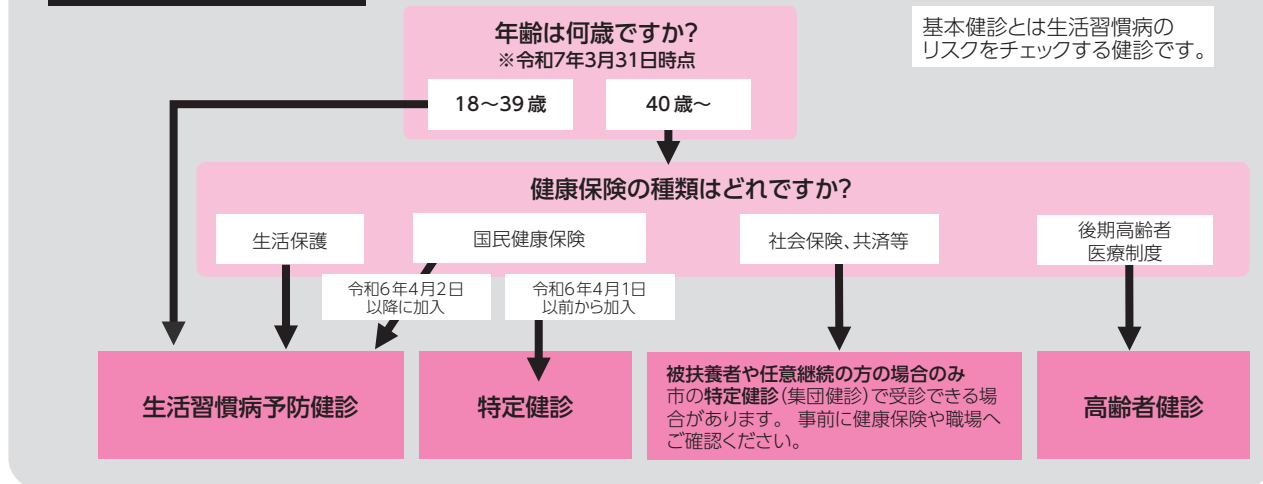 年齢は何歳ですか?
※令和7年3月31日時点
18〜39歳
40歳〜
基本健診とは生活習慣病の
リスクをチェックする健診です。
健康保険の種類はどれですか?
生活保護
国民健康保険
社会保険、共済等
後期高齢者
医療制度
令和6年4月2日
以降に加入
令和6年4月1日
以前から加入
生活習慣病予防健診
特定健診
被扶養者や任意継続の方の場合のみ
市の特定健診(集団健診)で受診できる場
合があります。 事前に健康保険や職場へ
ご確認ください。
高齢者健診